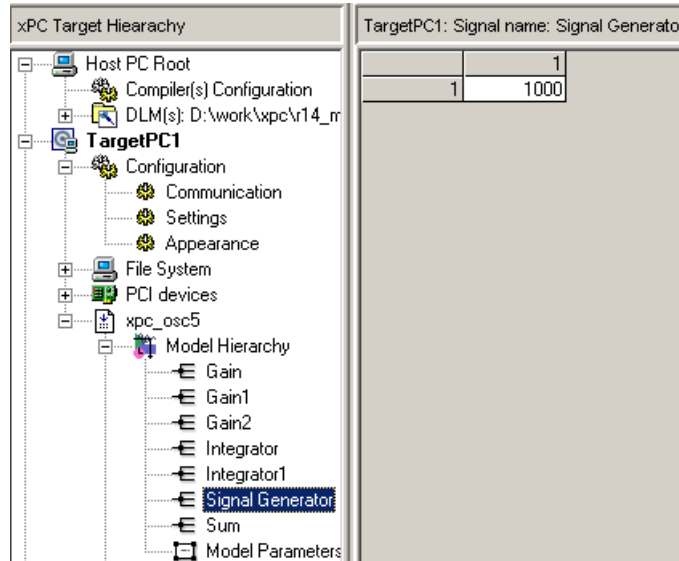 xPC Target Hiearachy
TargetPC1: Signal name: Signal Generato
Host PC Root
Compiler(s) Configuration
DLM(s): D:\work\xpc\r14_m
TargetPC1
Configuration
Communication
Settings
Appearance
File System
PCI devices
xpc_osc5
Model Hierarchy
Gain
Gain1
Gain2
Integrator
Integrator1
Signal Generator
Sum
Model Parameters
1
1 1000